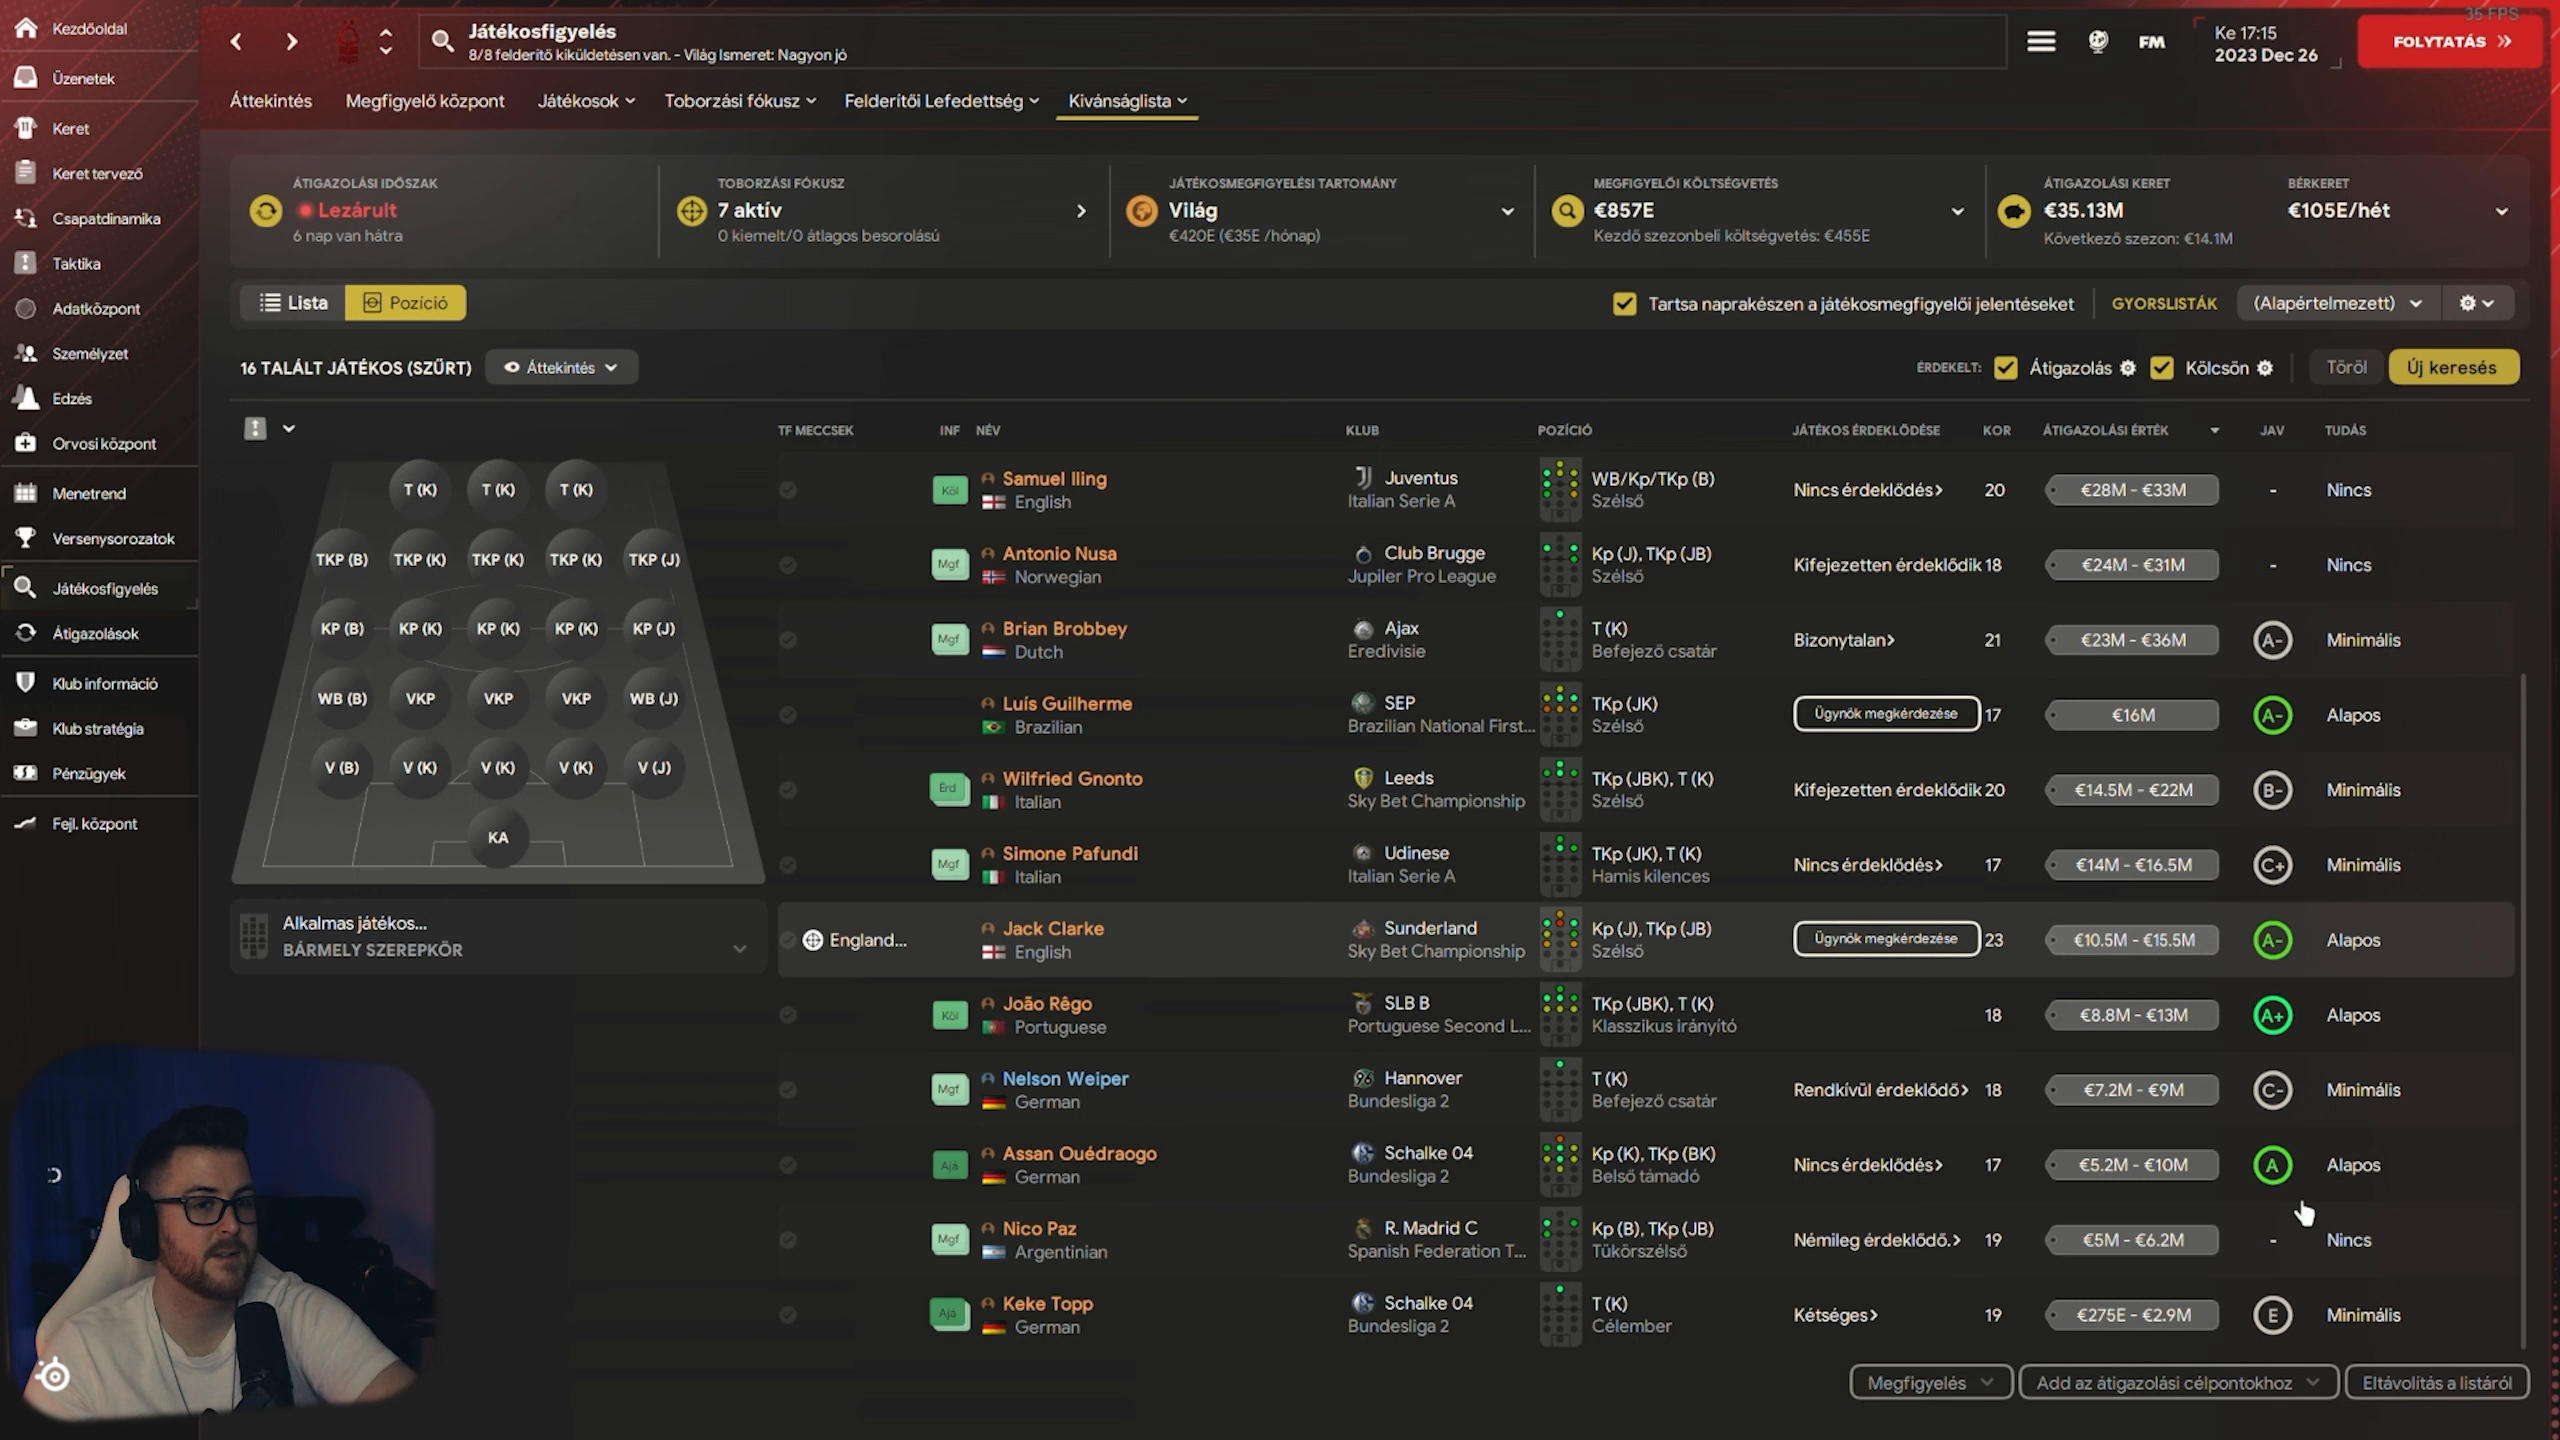 35 FPS
Kezdőoldal
Üzenetek
Keret
Keret tervező
Csapatdinamika
Taktika
Adatközpont
Személyzet
Edzés
Orvosi központ
Menetrend
Versenysorozatok
Játékosfigyelés
Átigazolások
Klub információ
Klub stratégia
Pénzügyek
Fejl. központ
Játékosfigyelés
8/8 felderítő kiküldetésen van. - Világ Ismeret: Nagyon jó
FM
Ke 17:15
2023 Dec 26
FOLYTATÁS
Áttekintés Megfigyelő központ Játékosok Toborzási fókusz Felderítői Lefedettség Kivánságlista
ÁTIGAZOLÁSI IDŐSZAK
Lezárult
6 nap van hátra
TOBORZÁSI FÓKUSZ
7 aktív
0 kiemelt/0 átlagos besorolású
JÁTÉKOSMEGFIGYELÉSI TARTOMÁNY
Világ
€420E (€35E /hónap)
MEGFIGYELŐI KÖLTSÉGVETÉS
€857E
Kezdő szezonbeli költségvetés: €455E
ÁTIGAZOLÁSI KERET
€35.13M
Következő szezon: €14.1M
BÉRKERET
€105E/hét
Lista Pozíció
Tartsa naprakészen a játékosmegfigyelői jelentéseket GYORSLISTÁK (Alapértelmezett)
16 TALÁLT JÁTÉKOS (SZŰRT) Áttekintés
ÉRDEKELT: Átigazolás Kölcsön Töröl Új keresés
T (K) T (K) T (K)
TKP (B) TKP (K) TKP (K) TKP (K) TKP (J)
KP (B) KP (K) KP (K) KP (K) KP (J)
WB (B) VKP VKP VKP WB (J)
V (B) V (K) V (K) V (K) V (J)
KA
Alkalmas játékos...
BÁRMELY SZEREPKÖR
TF MECCSEK INF NÉV KLUB POZÍCIÓ JÁTÉKOS ÉRDEKLŐDÉSE KOR ÁTIGAZOLÁSI ÉRTÉK JAV TUDÁS
Köl Samuel Iling Juventus WB/Kp/TKp (B) Nincs érdeklődés 20 €28M - €33M - Nincs
English Italian Serie A Szélső
Mgf Antonio Nusa Club Brugge Kp (J), TKp (JB) Kifejezetten érdeklődik 18 €24M - €31M - Nincs
Norwegian Jupiler Pro League Szélső
Mgf Brian Brobbey Ajax T (K) Bizonytalan 21 €23M - €36M A- Minimális
Dutch Eredivisie Befejező csatár
Luís Guilherme SEP TKp (JK) Ügynök megkérdezése 17 €16M A- Alapos
Brazilian Brazilian National First... Szélső
Érd Wilfried Gnonto Leeds TKp (JBK), T (K) Kifejezetten érdeklődik 20 €14.5M - €22M B- Minimális
Italian Sky Bet Championship Szélső
Mgf Simone Pafundi Udinese TKp (JK), T (K) Nincs érdeklődés 17 €14M - €16.5M C+ Minimális
Italian Italian Serie A Hamis kilences
England... Jack Clarke Sunderland Kp (J), TKp (JB) Ügynök megkérdezése 23 €10.5M - €15.5M A- Alapos
English Sky Bet Championship Szélső
Köl João Rêgo SLB B TKp (JBK), T (K) 18 €8.8M - €13M A+ Alapos
Portuguese Portuguese Second L... Klasszikus irányító
Mgf Nelson Weiper Hannover T (K) Rendkívül érdeklődő 18 €7.2M - €9M C- Minimális
German Bundesliga 2 Befejező csatár
Ajá Assan Ouédraogo Schalke 04 Kp (K), TKp (BK) Nincs érdeklődés 17 €5.2M - €10M A Alapos
German Bundesliga 2 Belső támadó
Mgf Nico Paz R. Madrid C Kp (B), TKp (JB) Némileg érdeklődő. 19 €5M - €6.2M - Nincs
Argentinian Spanish Federation T... Tükörszélső
Ajá Keke Topp Schalke 04 T (K) Kétséges 19 €275E - €2.9M E Minimális
German Bundesliga 2 Célember
Megfigyelés Add az átigazolási célpontokhoz Eltávolítás a listáról